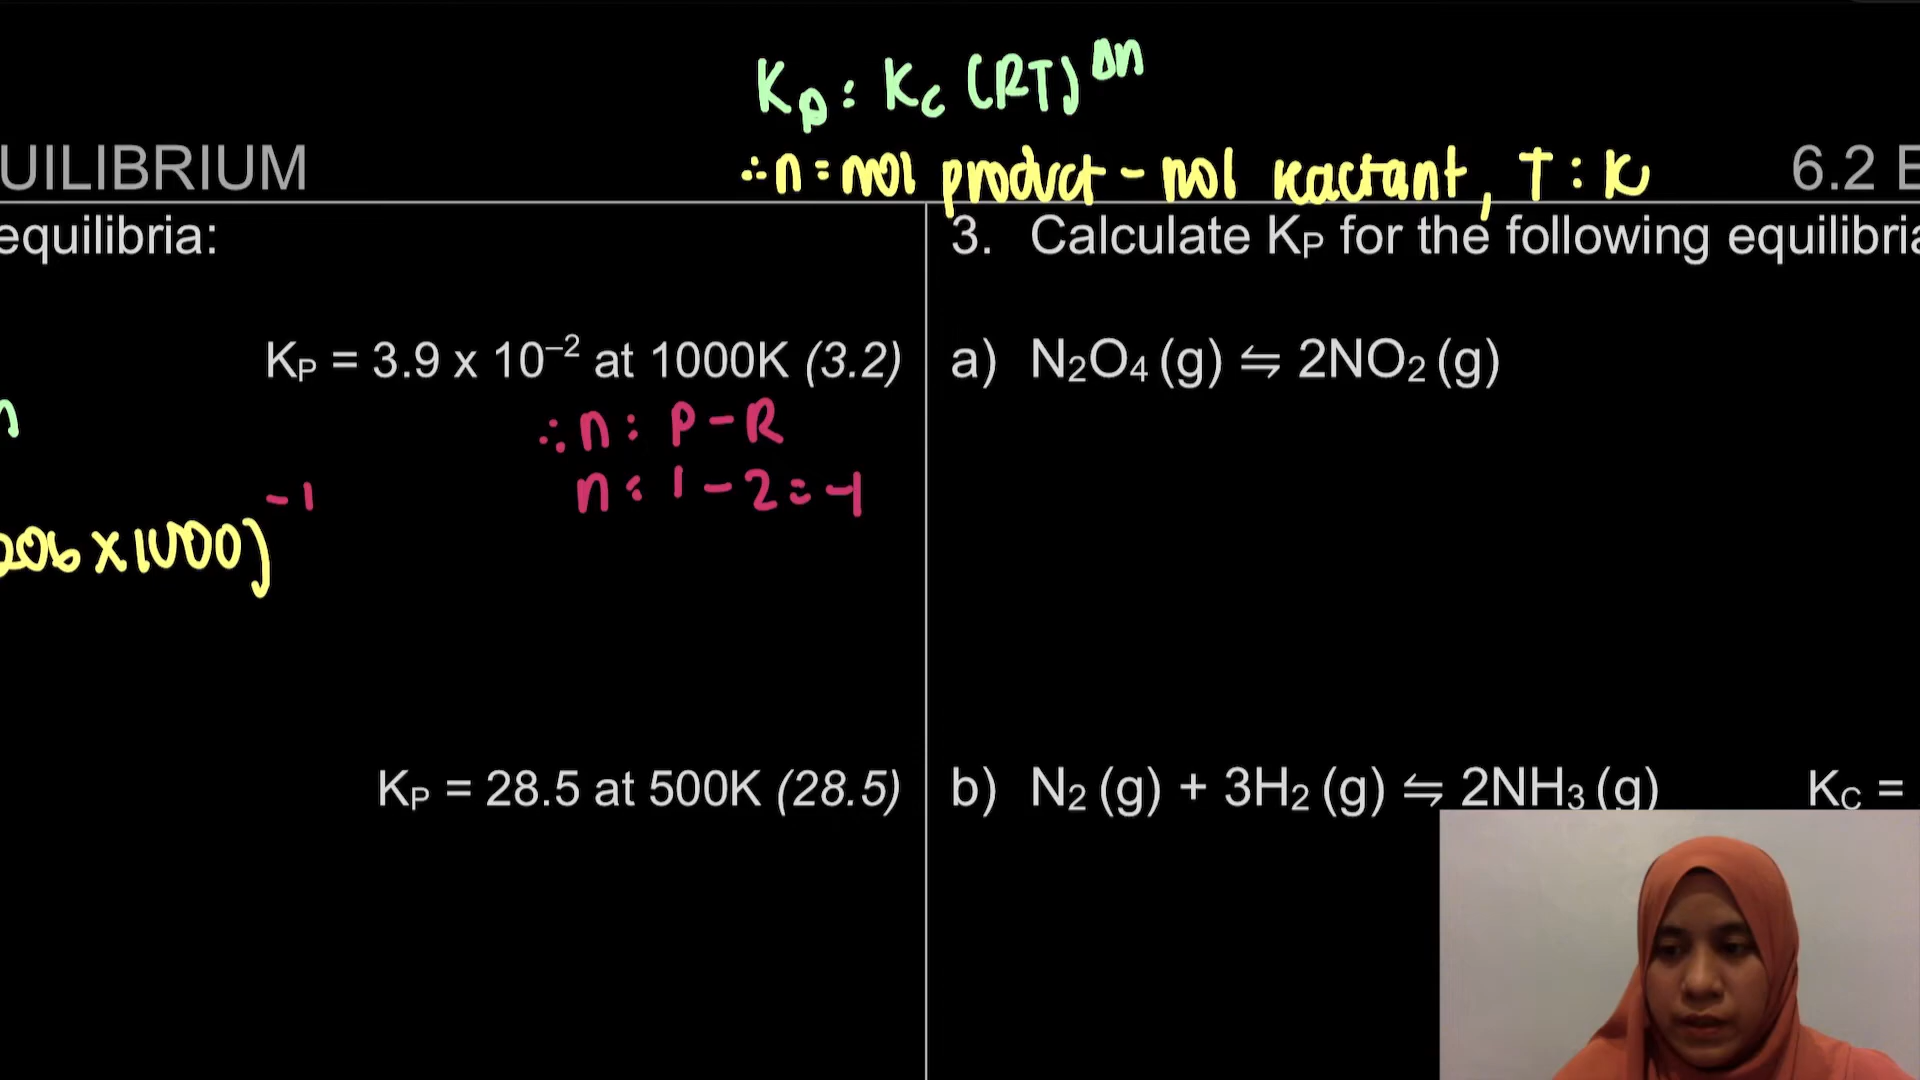 Kp : Kc (RT)^Δn
UILIBRIUM
∴ n = mol product - mol reactant, T : K
6.2 E
equilibria:
3. Calculate KP for the following equilibria
KP = 3.9 x 10⁻² at 1000K (3.2)
a) N₂O₄ (g) ⇋ 2NO₂ (g)
n
∴ n : P - R
n : 1 - 2 = -1
206 x 1000)^-1
KP = 28.5 at 500K (28.5)
b) N₂ (g) + 3H₂ (g) ⇋ 2NH₃ (g) KC =